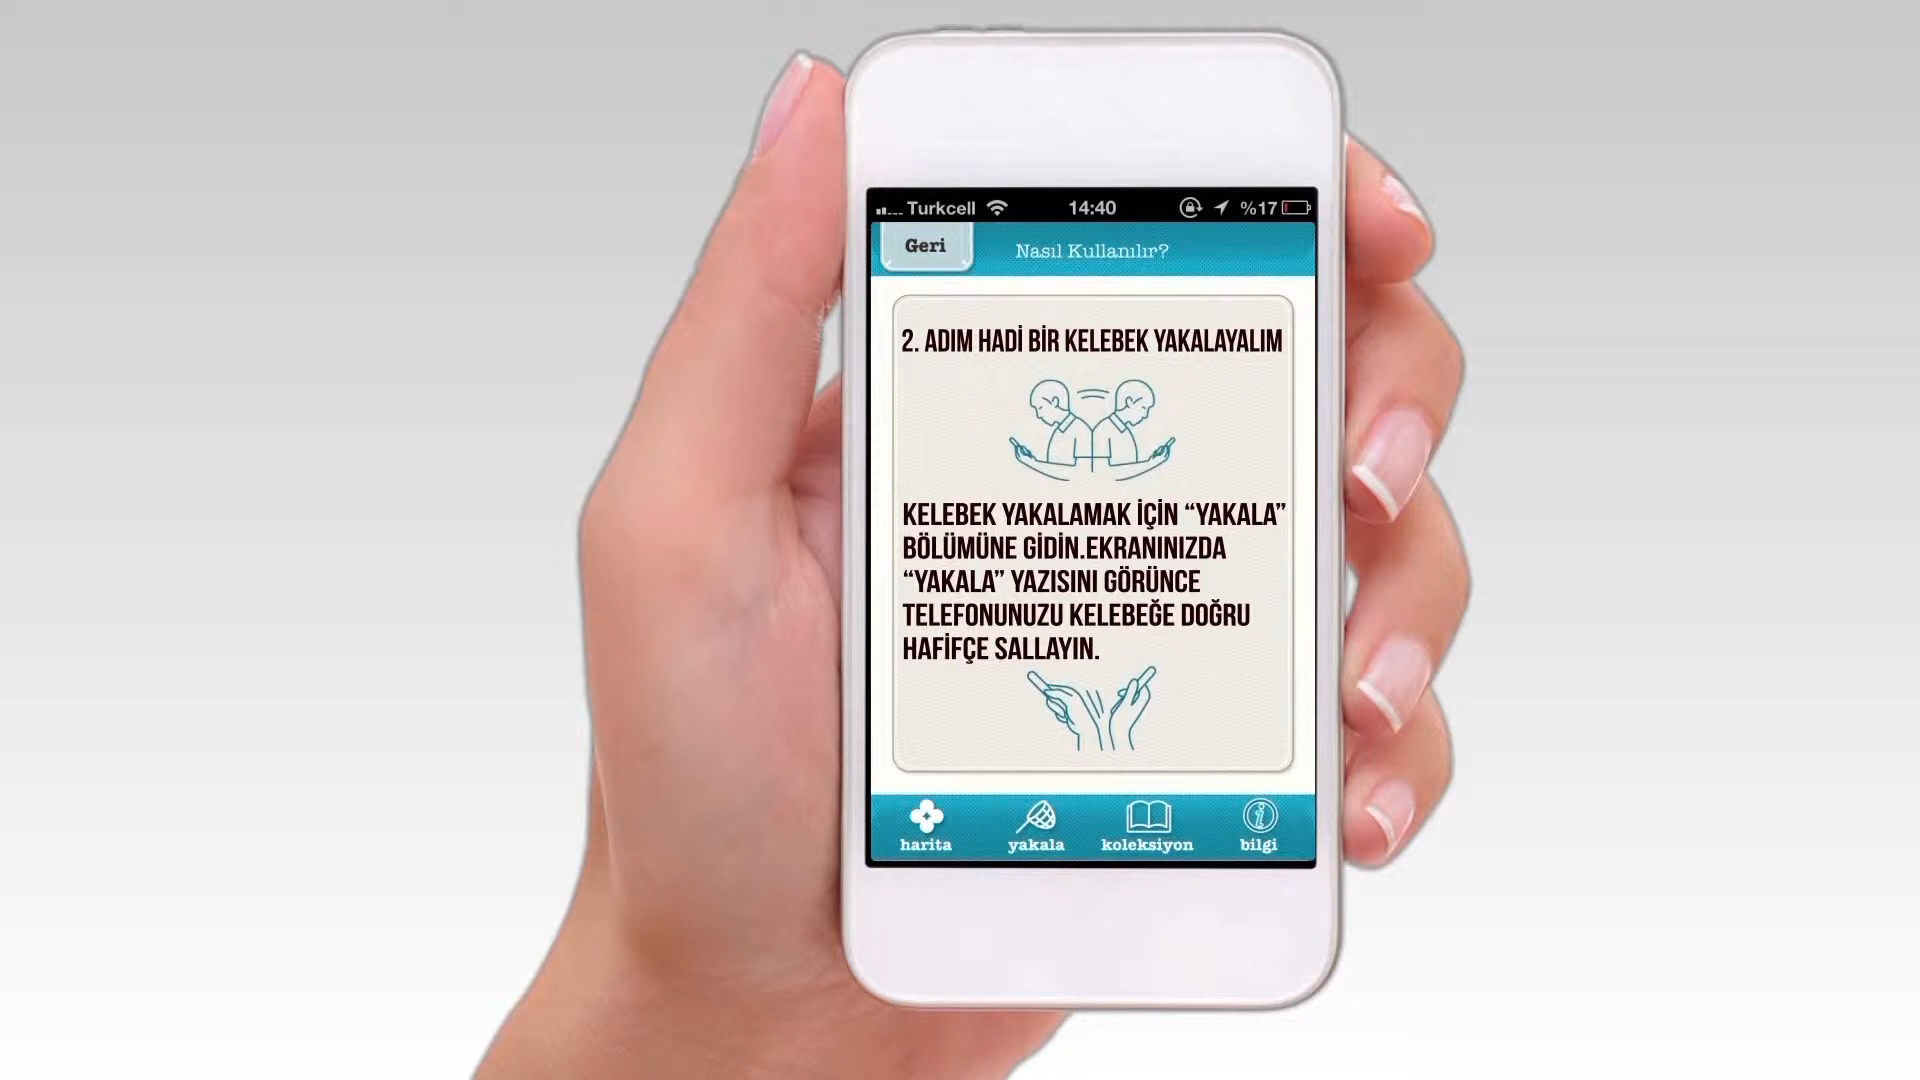 Turkcell 14:40 %17
Geri Nasıl Kullanılır?
2. ADIM HADİ BİR KELEBEK YAKALAYALIM
KELEBEK YAKALAMAK İÇİN “YAKALA”
BÖLÜMÜNE GİDİN.EKRANINIZDA
“YAKALA” YAZISINI GÖRÜNCE
TELEFONUNUZU KELEBEĞE DOĞRU
HAFİFÇE SALLAYIN.
harita yakala koleksiyon bilgi